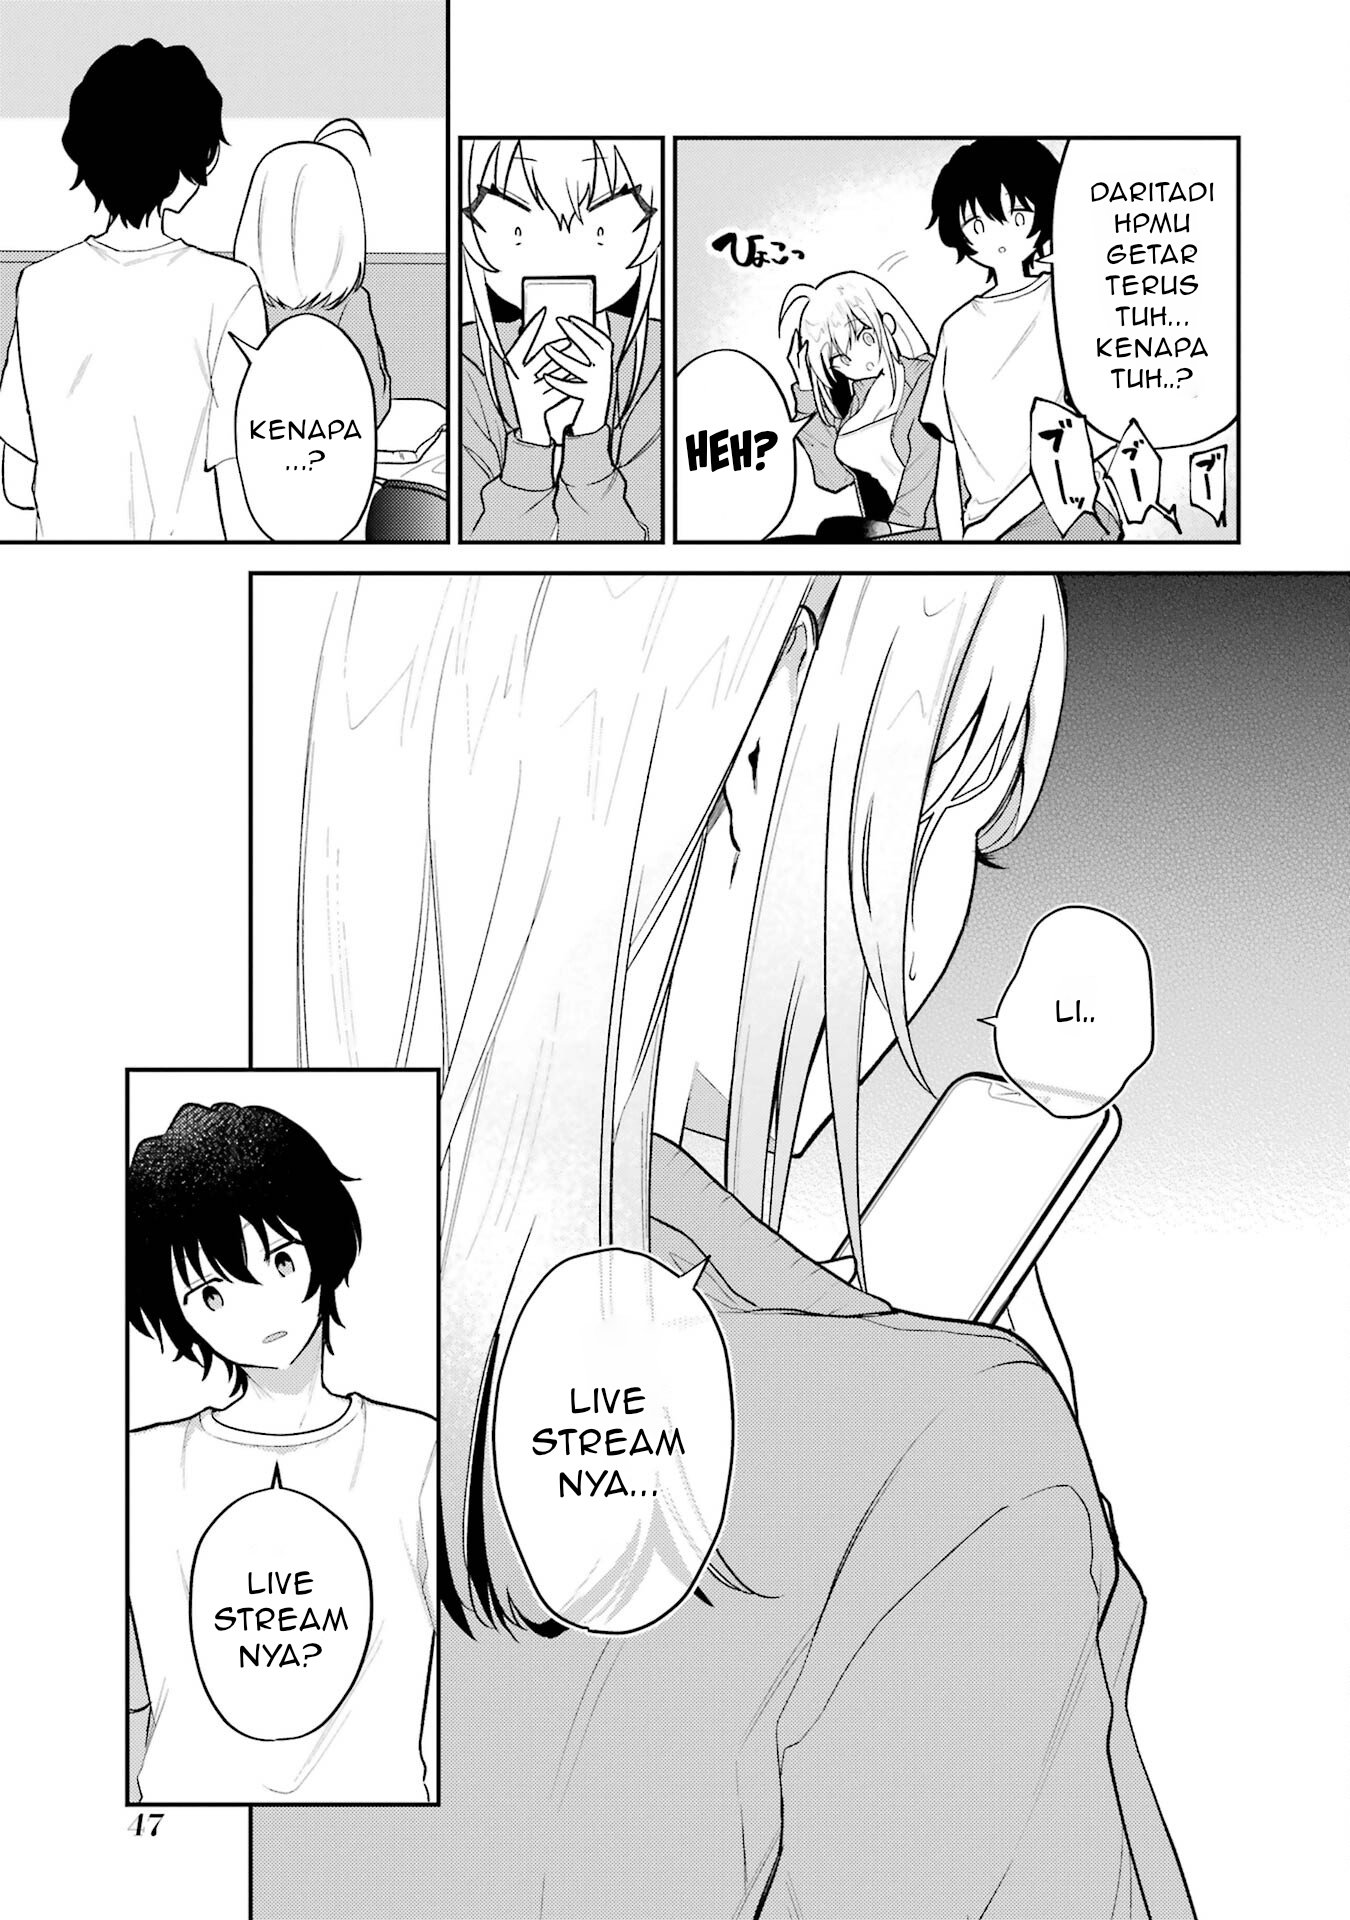 DARITADI
HPMU
GETAR
TERUS
TUH...
KENAPA
TUH..?
ブーッ
ブー
ブー
ひょこっ
HEH?
KENAPA
...?
LI..
LIVE
STREAM
NYA...
LIVE
STREAM
NYA?
47